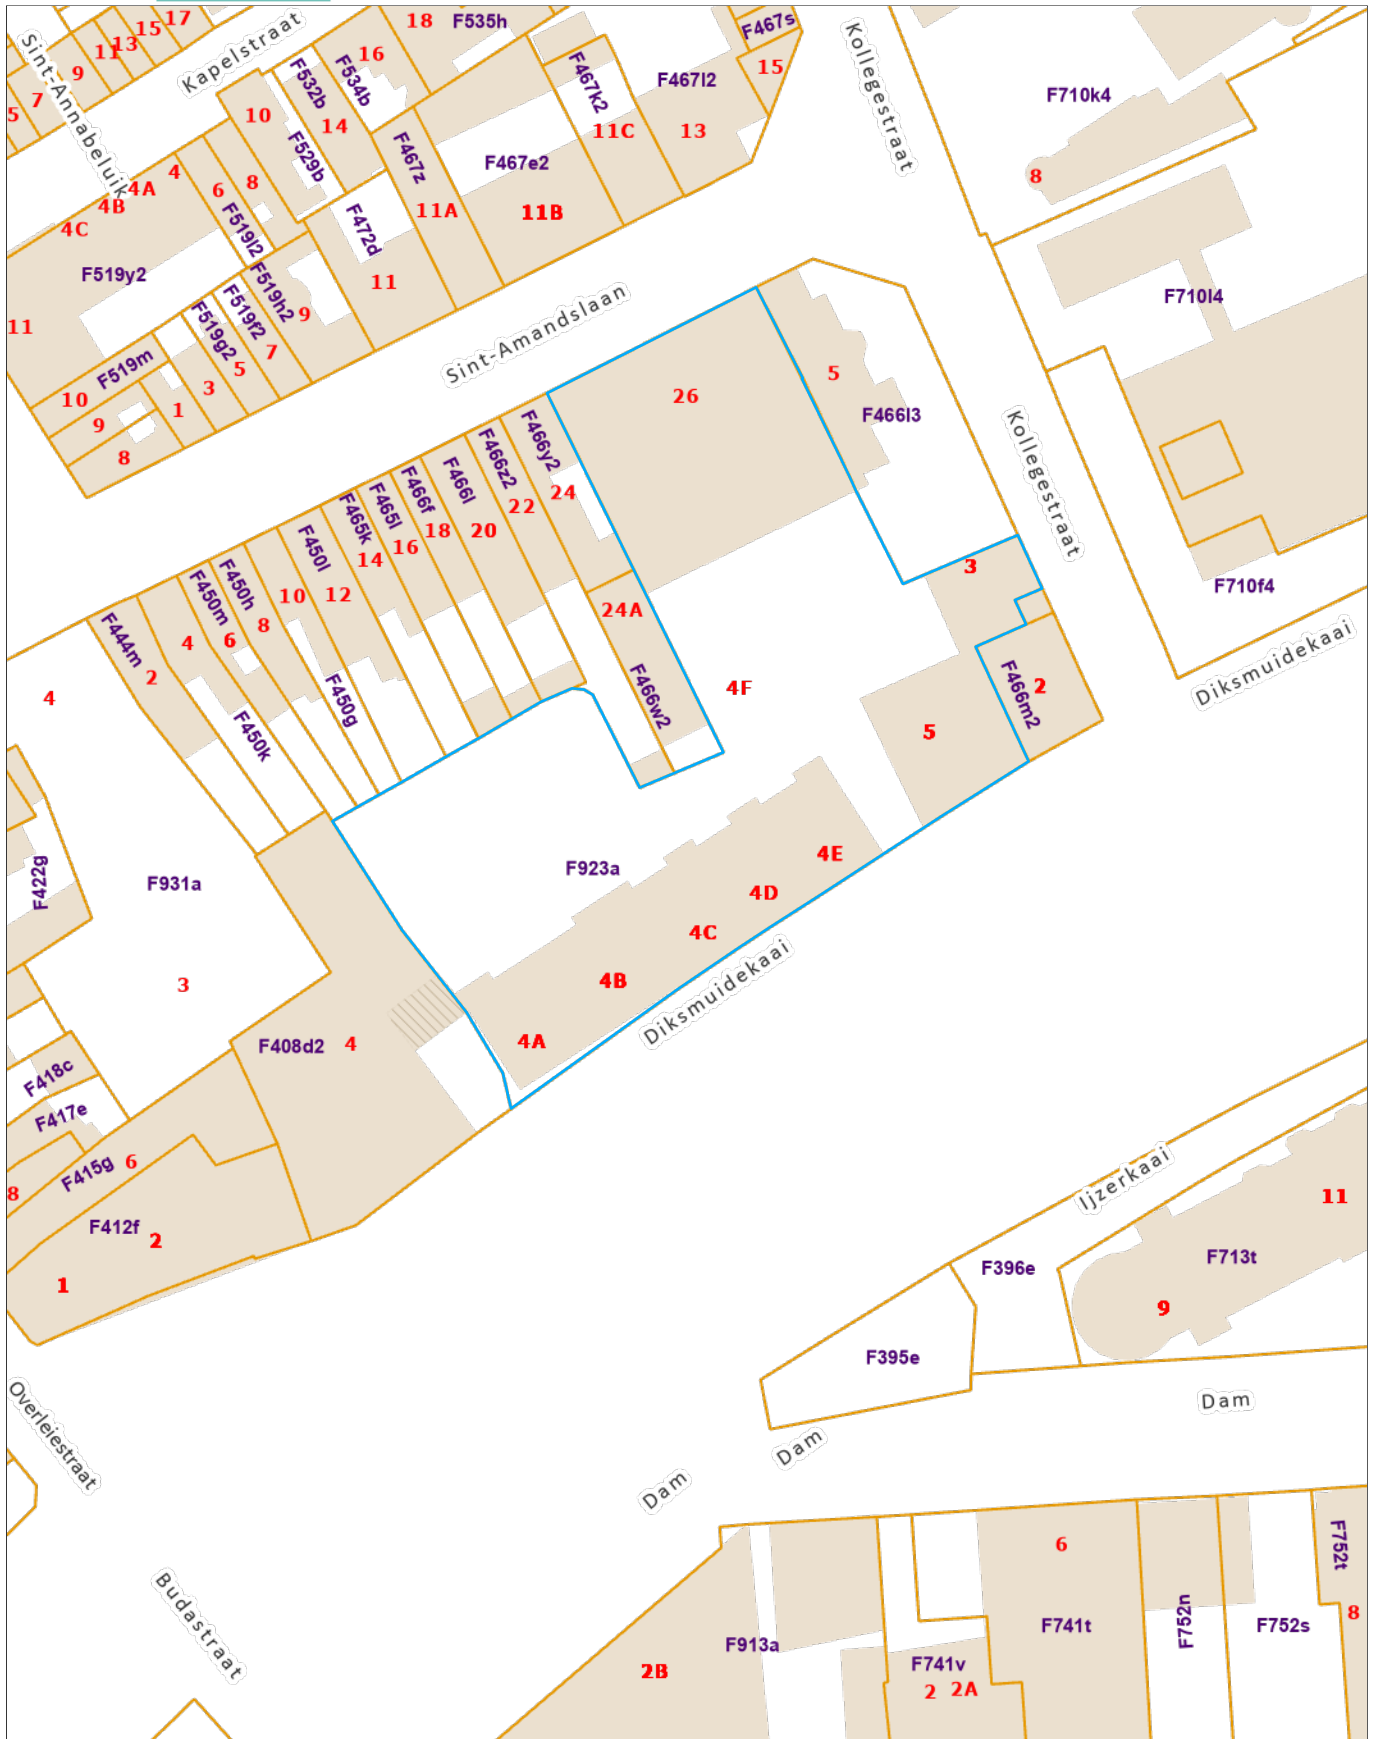 17
15
13
11
9
7
5
Sint-Annabeluik
Kapelstraat
18
F535h
16
F534b
F532b
14
10
F529b
8
6
4
4A
4B
4C
F519l2
F519y2
11
F467s
15
F467l2
F467k2
11C
13
F467e2
11B
F467z
11A
F472d
11
Kollegestraat
F710k4
8
F710l4
F519h2
9
F519f2
7
F519g2
5
3
1
F519m
10
9
8
Sint-Amandslaan
26
5
F466l3
Kollegestraat
F710f4
Diksmuidekaai
F466y2
24
F466z2
22
F466l
20
F466f
18
F465l
16
F465k
14
F450l
12
10
F450h
8
F450m
6
4
F444m
2
F450k
F450g
24A
F466w2
4F
3
F466m2
2
5
4
F422g
F931a
3
F923a
4E
4D
4C
4B
4A
Diksmuidekaai
F408d2
4
F418c
F417e
F415g
6
8
F412f
2
1
Ijzerkaai
11
F713t
9
F396e
F395e
Dam
Dam
Dam
Overleiestraat
Budastraat
2B
F913a
F741v
2
2A
6
F741t
F752n
F752s
F752t
8